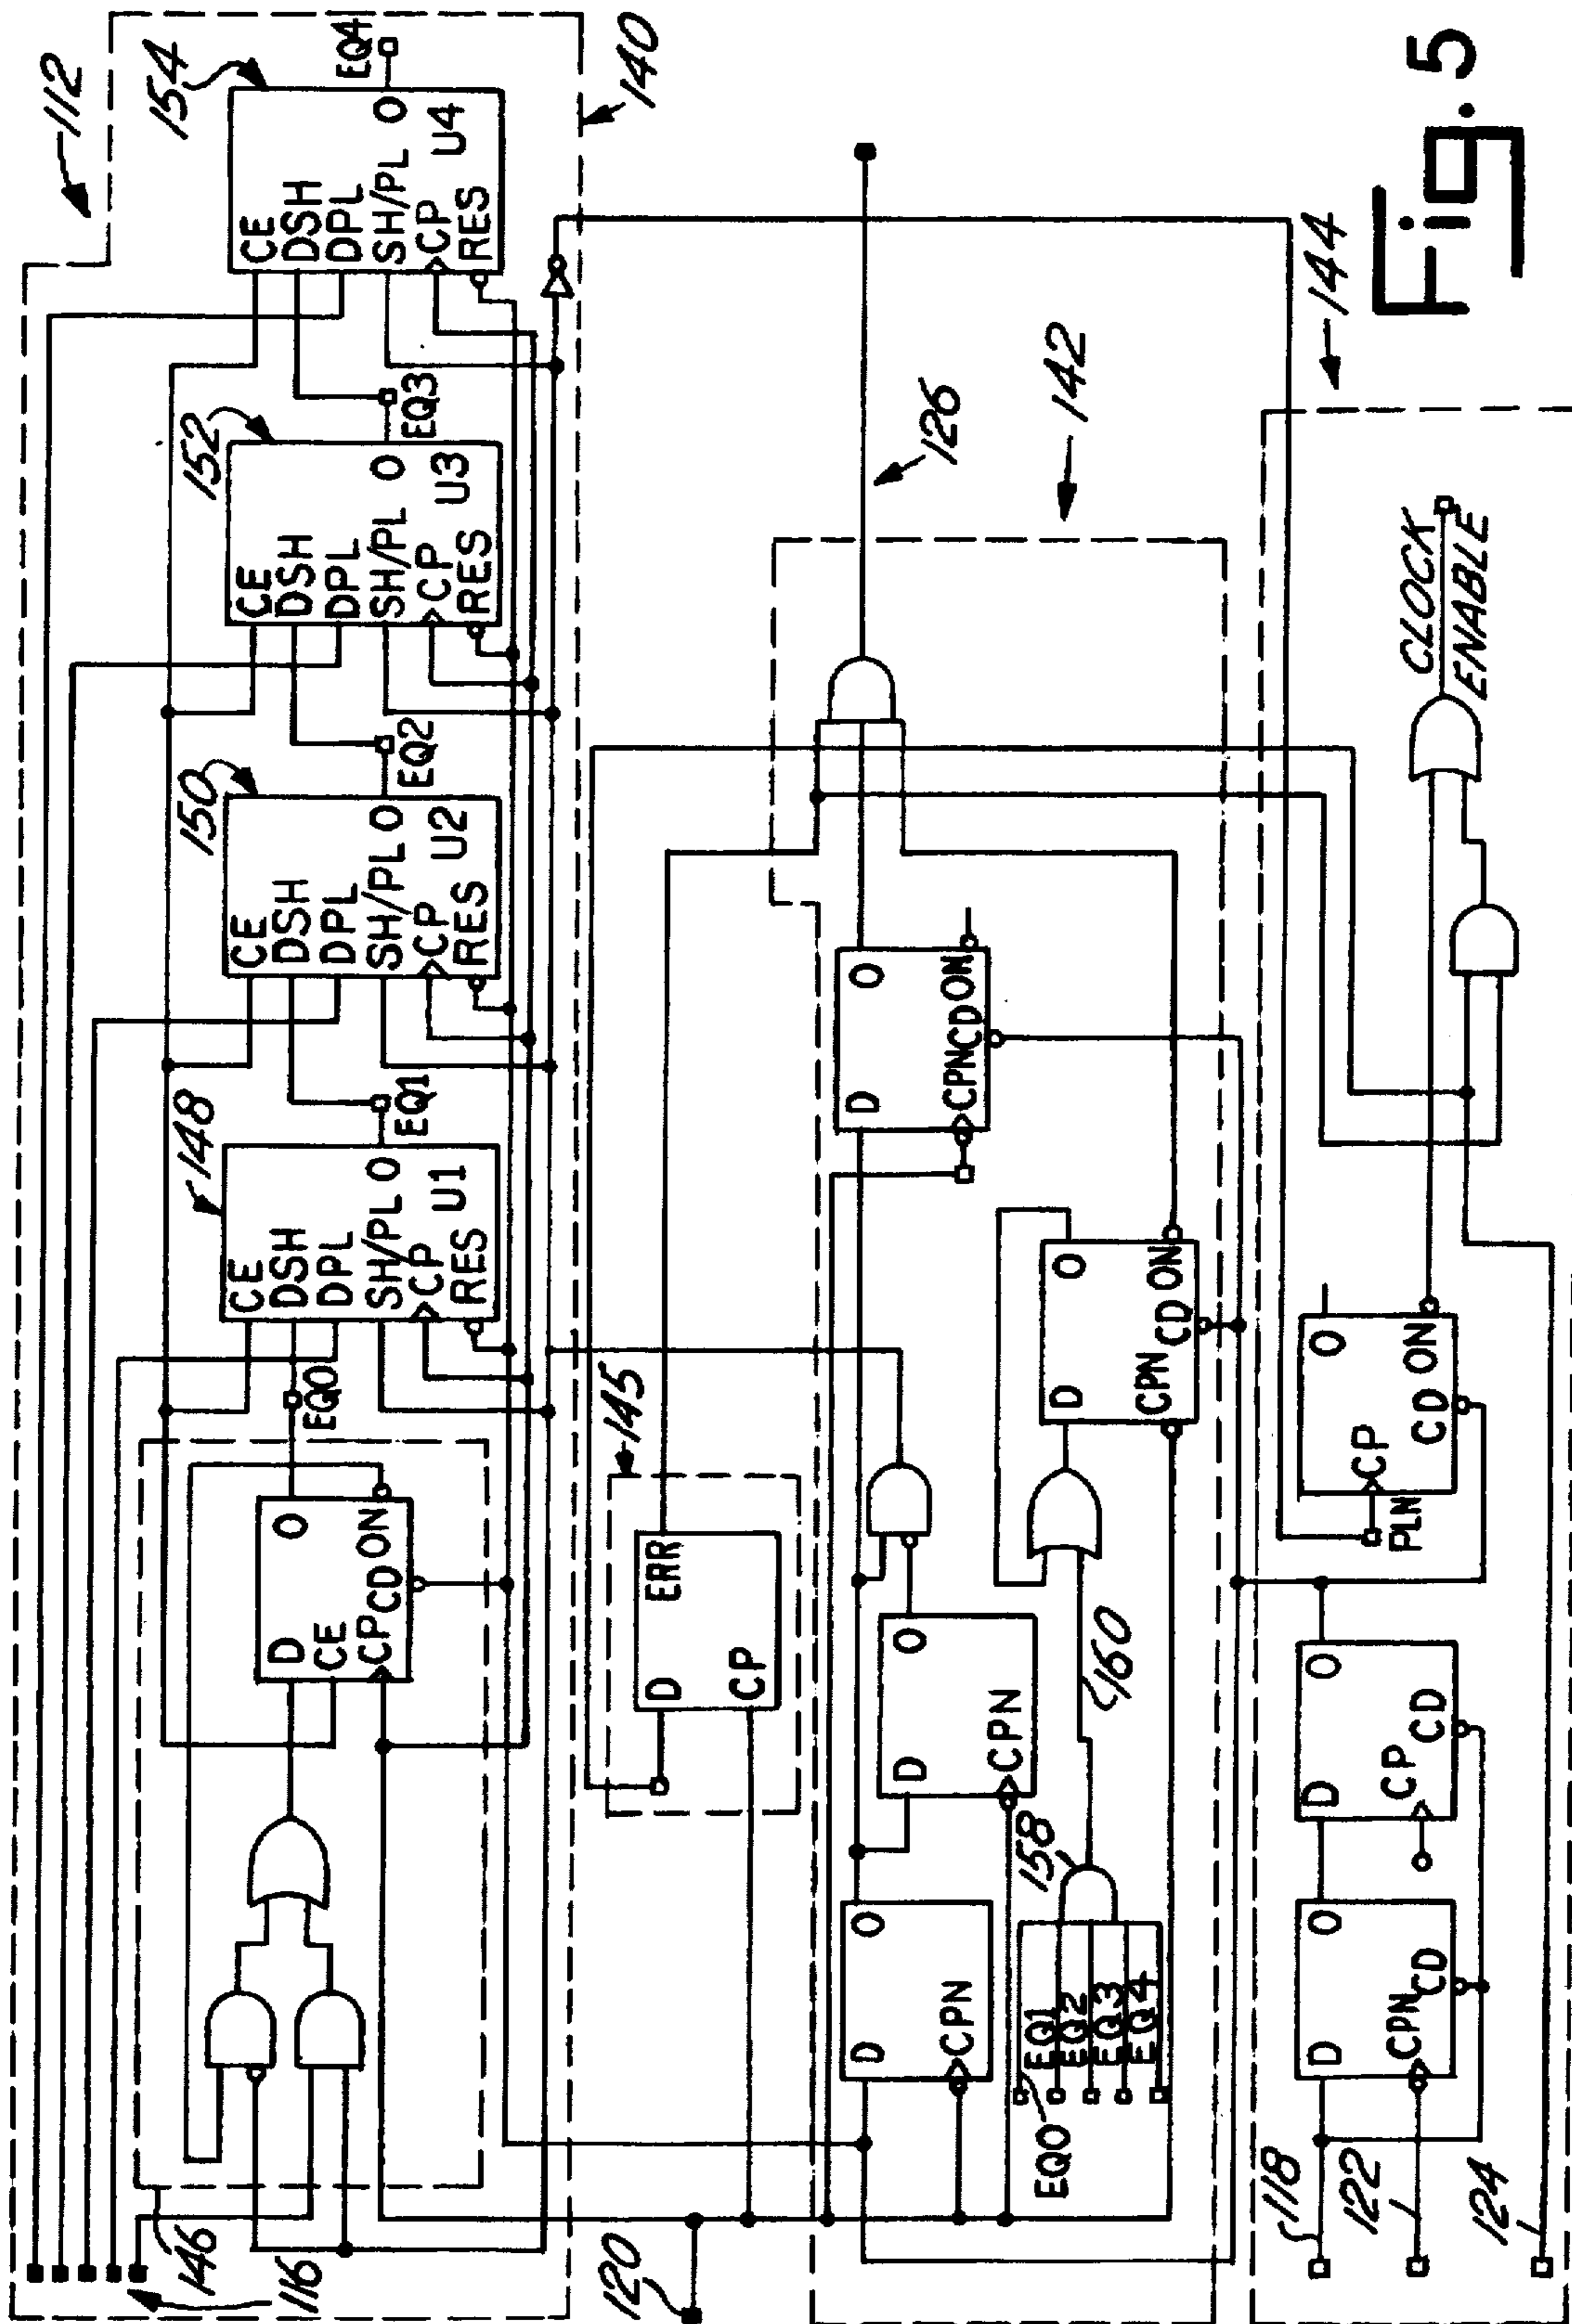 112
154
CE
DSH
DPL
SH/PL O
CP
RES U4
EQ4
140
152
CE
DSH
DPL
SH/PL O
CP
RES U3
EQ3
150
CE
DSH
DPL
SH/PL O
CP
RES U2
EQ2
148
CE
DSH
DPL
SH/PL O
CP
RES U1
EQ1
EQ0
D O
CE
CP CD ON
146
116
145
D ERR
CP
120
126
142
D O
CPN CD ON
D O
CPN
D O
CPN
158
160
D O
CPN CD ON
EQ0
EQ1
EQ2
EQ3
EQ4
144
118
122
124
D O
CPN CD
D O
CP CD
PLN
O
CP
CD ON
CLOCK
ENABLE
Fig. 5